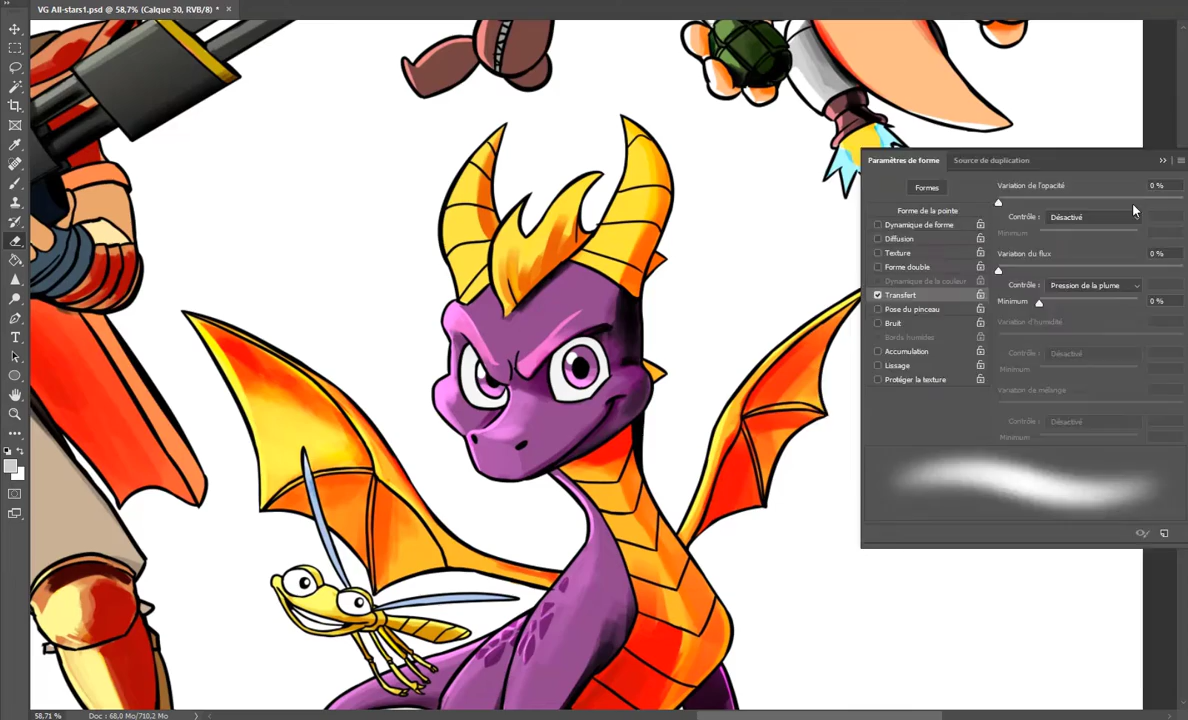 VG All-stars1.psd @ 58,7% (Calque 30, RVB/8) *
Paramètres de forme
Source de duplication
Formes
Variation de l'opacité
0 %
Forme de la pointe
Contrôle :
Désactivé
Dynamique de forme
Minimum
Diffusion
Texture
Variation du flux
0 %
Forme double
Dynamique de la couleur
Contrôle :
Pression de la plume
Transfert
Minimum
0 %
Pose du pinceau
Bruit
Variation d'humidité
Bords humides
Accumulation
Contrôle :
Désactivé
Lissage
Minimum
Protéger la texture
Variation de mélange
Contrôle :
Désactivé
Minimum
58,71 %
Doc : 68,0 Mo/710,2 Mo